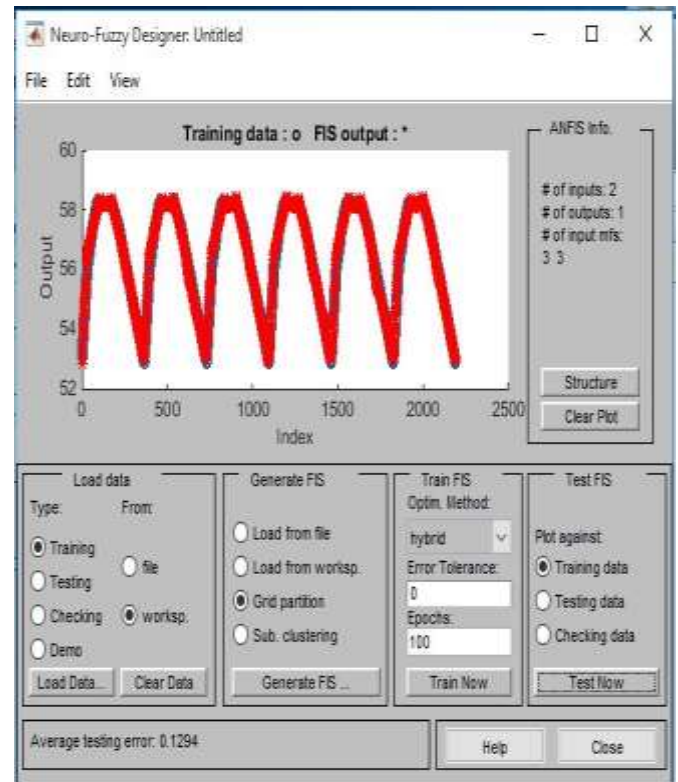 Neuro-Fuzzy Designer: Untitled
File Edit View
Training data : o FIS output : *
60
58
56
54
52
Output
0 500 1000 1500 2000 2500
Index
ANFIS Info.
# of inputs: 2
# of outputs: 1
# of input mfs:
3 3
Structure
Clear Plot
Load data
Type: From:
Training
file
Testing
Checking worksp.
Demo
Load Data... Clear Data
Generate FIS
Load from file
Load from worksp.
Grid partition
Sub. clustering
Generate FIS ...
Train FIS
Optim. Method:
hybrid
Error Tolerance:
0
Epochs:
100
Train Now
Test FIS
Plot against:
Training data
Testing data
Checking data
Test Now
Average testing error: 0.1294
Help Close